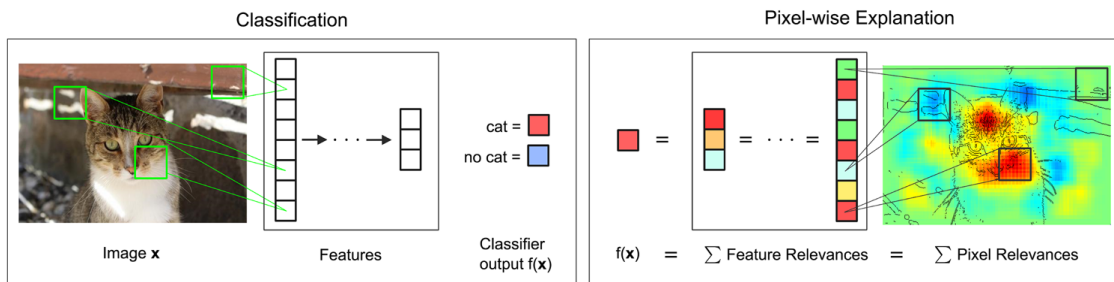 Classification
Image x
Features
cat =
no cat =
Classifier
output f(x)
Pixel-wise Explanation
= = · · · =
f(x) = ∑ Feature Relevances = ∑ Pixel Relevances